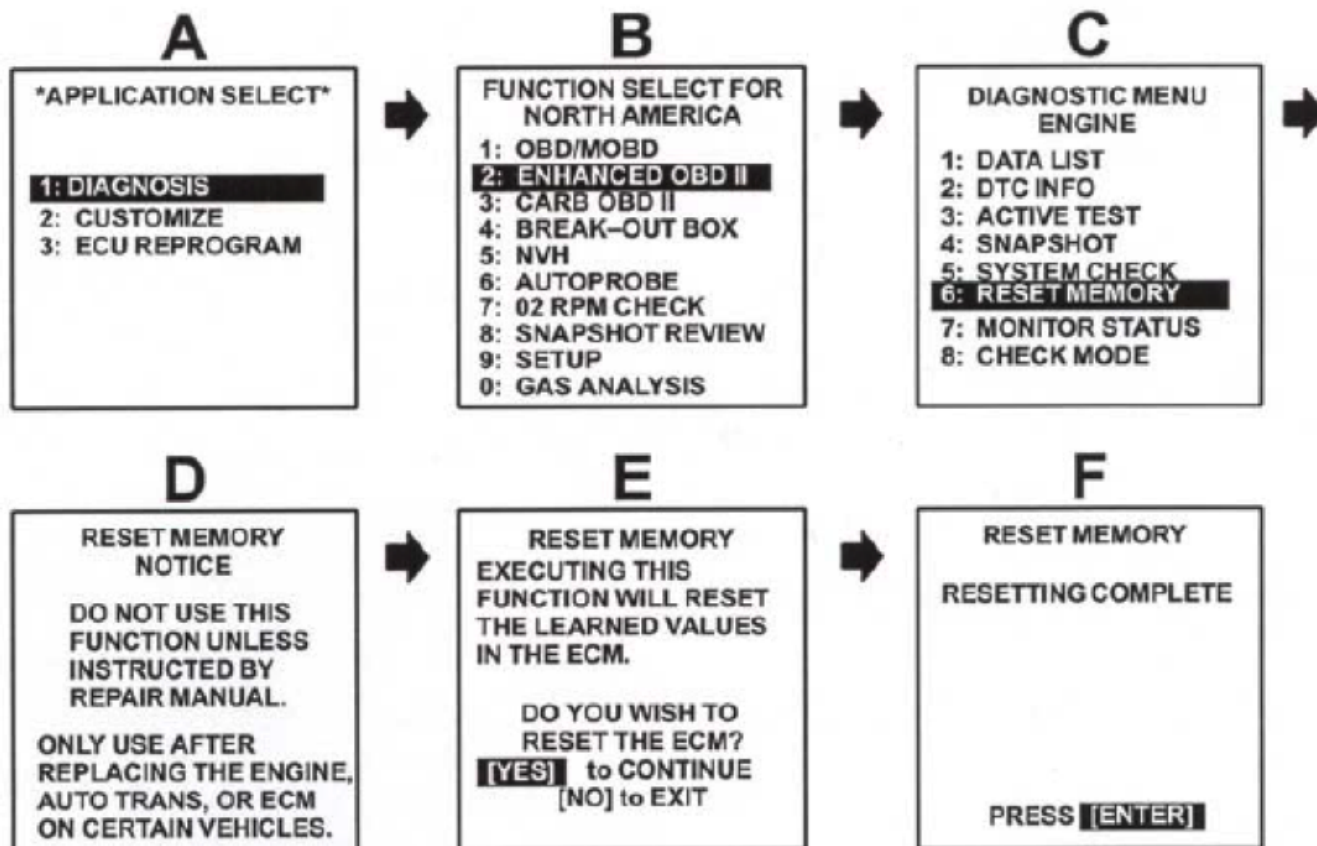 A
*APPLICATION SELECT*
1: DIAGNOSIS
2: CUSTOMIZE
3: ECU REPROGRAM
B
FUNCTION SELECT FOR
NORTH AMERICA
1: OBD/MOBD
2: ENHANCED OBD II
3: CARB OBD II
4: BREAK–OUT BOX
5: NVH
6: AUTOPROBE
7: 02 RPM CHECK
8: SNAPSHOT REVIEW
9: SETUP
0: GAS ANALYSIS
C
DIAGNOSTIC MENU
ENGINE
1: DATA LIST
2: DTC INFO
3: ACTIVE TEST
4: SNAPSHOT
5: SYSTEM CHECK
6: RESET MEMORY
7: MONITOR STATUS
8: CHECK MODE
D
RESET MEMORY
NOTICE
DO NOT USE THIS
FUNCTION UNLESS
INSTRUCTED BY
REPAIR MANUAL.
ONLY USE AFTER
REPLACING THE ENGINE,
AUTO TRANS, OR ECM
ON CERTAIN VEHICLES.
E
RESET MEMORY
EXECUTING THIS
FUNCTION WILL RESET
THE LEARNED VALUES
IN THE ECM.
DO YOU WISH TO
RESET THE ECM?
[YES] to CONTINUE
[NO] to EXIT
F
RESET MEMORY
RESETTING COMPLETE
PRESS [ENTER]